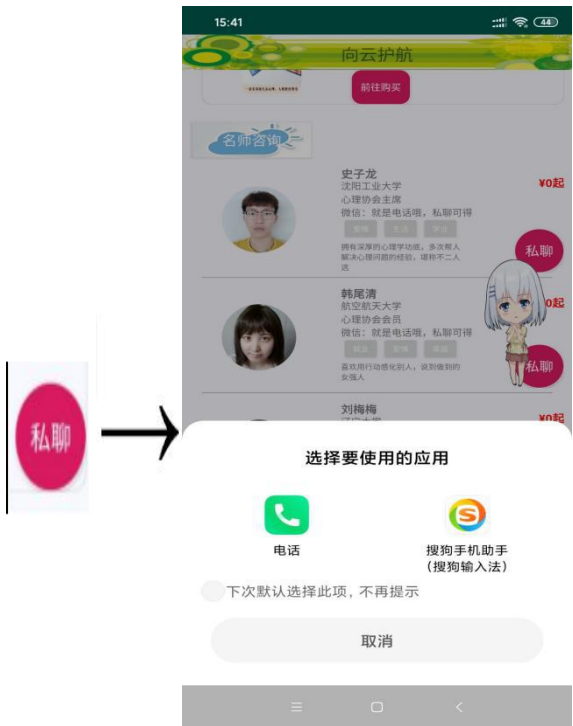 15:41
44
向云护航
前往购买
名师咨询
史子龙
沈阳工业大学
¥0起
心理协会主席
微信：就是电话哦，私聊可得
拥有深厚的心理学功底，多次帮人
解决心理问题的经验，堪称不二人
选
私聊
韩尾清
航空航天大学
0起
心理协会会员
微信：就是电话哦，私聊可得
喜欢用行动感化别人，说到做到的
女强人
私聊
刘梅梅
¥0起
私聊
选择要使用的应用
电话
搜狗手机助手
（搜狗输入法）
下次默认选择此项，不再提示
取消